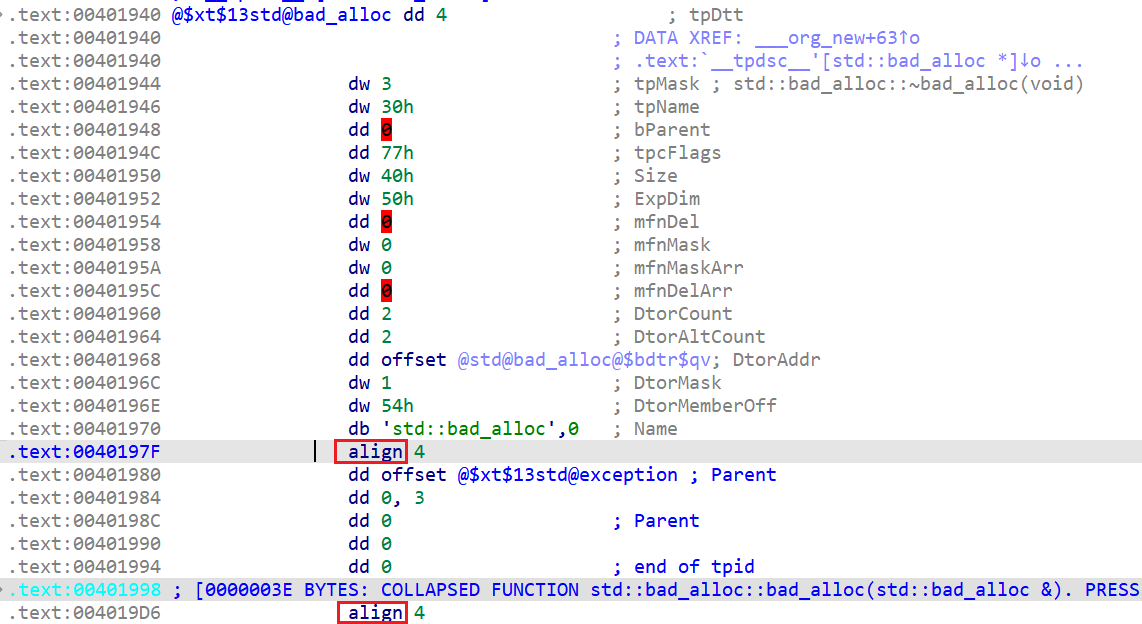 .text:00401940 @$xt$13std@bad_alloc dd 4 ; tpDtt
.text:00401940 ; DATA XREF: ___org_new+63↑o
.text:00401940 ; .text:`__tpdsc__'[std::bad_alloc *]↓o ...
.text:00401944 dw 3 ; tpMask ; std::bad_alloc::~bad_alloc(void)
.text:00401946 dw 30h ; tpName
.text:00401948 dd 0 ; bParent
.text:0040194C dd 77h ; tpcFlags
.text:00401950 dw 40h ; Size
.text:00401952 dw 50h ; ExpDim
.text:00401954 dd 0 ; mfnDel
.text:00401958 dw 0 ; mfnMask
.text:0040195A dw 0 ; mfnMaskArr
.text:0040195C dd 0 ; mfnDelArr
.text:00401960 dd 2 ; DtorCount
.text:00401964 dd 2 ; DtorAltCount
.text:00401968 dd offset @std@bad_alloc@$bdtr$qv; DtorAddr
.text:0040196C dw 1 ; DtorMask
.text:0040196E dw 54h ; DtorMemberOff
.text:00401970 db 'std::bad_alloc',0 ; Name
.text:0040197F align 4
.text:00401980 dd offset @$xt$13std@exception ; Parent
.text:00401984 dd 0, 3
.text:0040198C dd 0 ; Parent
.text:00401990 dd 0
.text:00401994 dd 0 ; end of tpid
.text:00401998 ; [0000003E BYTES: COLLAPSED FUNCTION std::bad_alloc::bad_alloc(std::bad_alloc &). PRESS
.text:004019D6 align 4